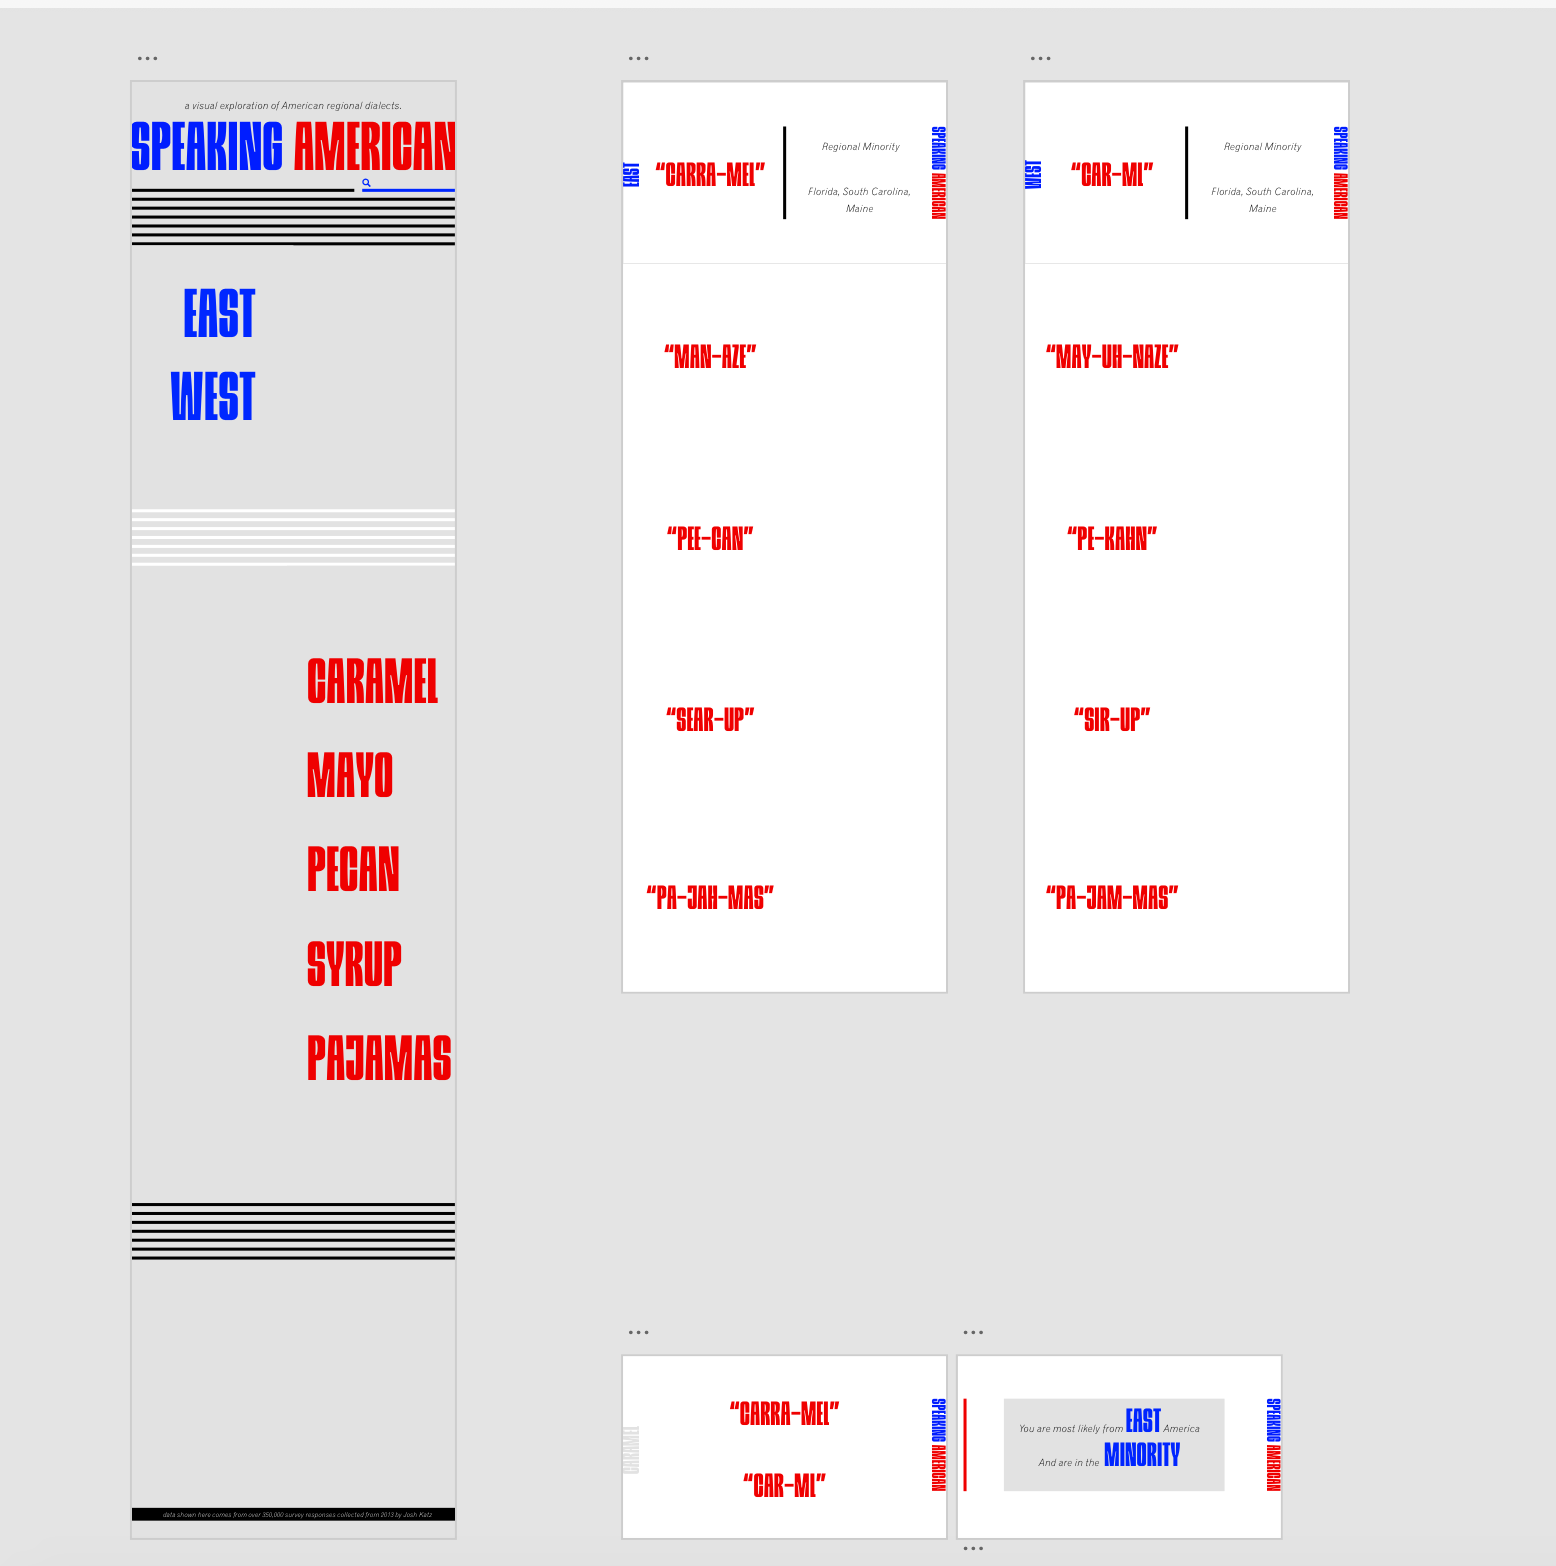 a visual exploration of American regional dialects.
SPEAKING AMERICAN
EAST
WEST
CARAMEL
MAYO
PECAN
SYRUP
PAJAMAS
data shown here comes from over 350,000 survey responses collected from 2013 by Josh Katz
EAST
“CARRA-MEL”
Regional Minority
Florida, South Carolina,
Maine
SPEAKING AMERICAN
“MAN-AZE”
“PEE-CAN”
“SEAR-UP”
“PA-JAH-MAS”
WEST
“CAR-ML”
Regional Minority
Florida, South Carolina,
Maine
SPEAKING AMERICAN
“MAY-UH-NAZE”
“PE-KAHN”
“SIR-UP”
“PA-JAM-MAS”
CARAMEL
“CARRA-MEL”
“CAR-ML”
SPEAKING AMERICAN
You are most likely from EAST America
And are in the MINORITY
SPEAKING AMERICAN